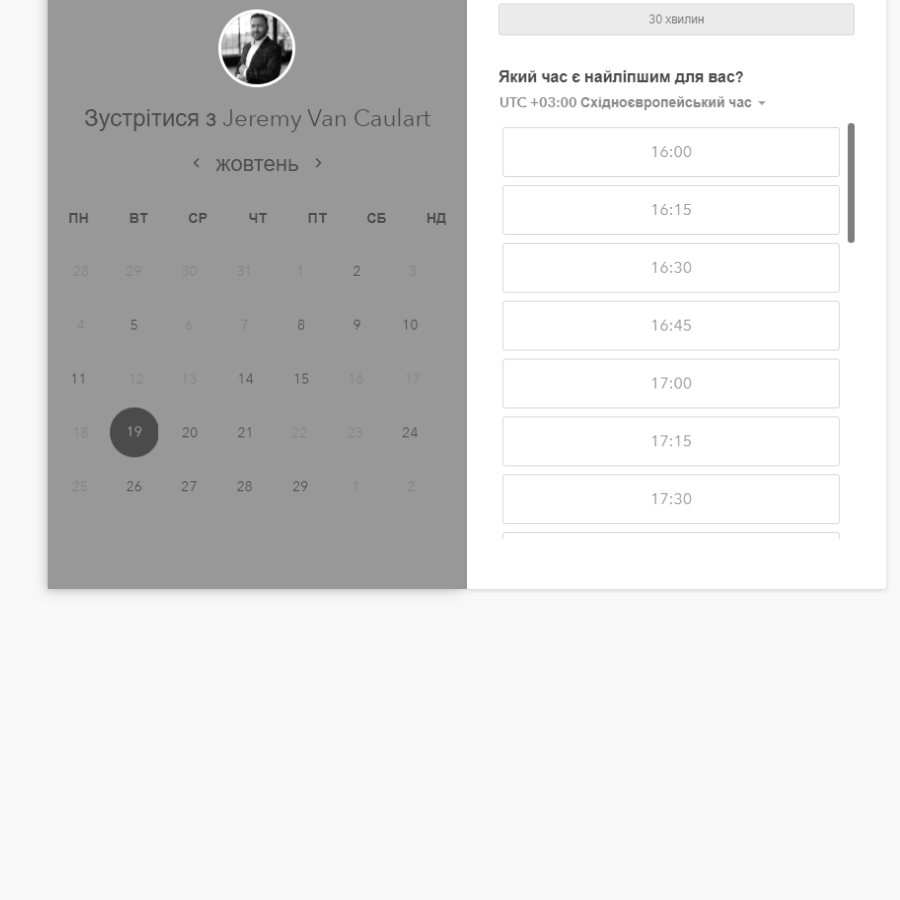 Зустрітися з Jeremy Van Caulart
жовтень
ПН ВТ СР ЧТ ПТ СБ НД
28 29 30 31 1 2 3
4 5 6 7 8 9 10
11 12 13 14 15 16 17
18 19 20 21 22 23 24
25 26 27 28 29 1 2
30 хвилин
Який час є найліпшим для вас?
UTC +03:00 Східноєвропейський час
16:00
16:15
16:30
16:45
17:00
17:15
17:30